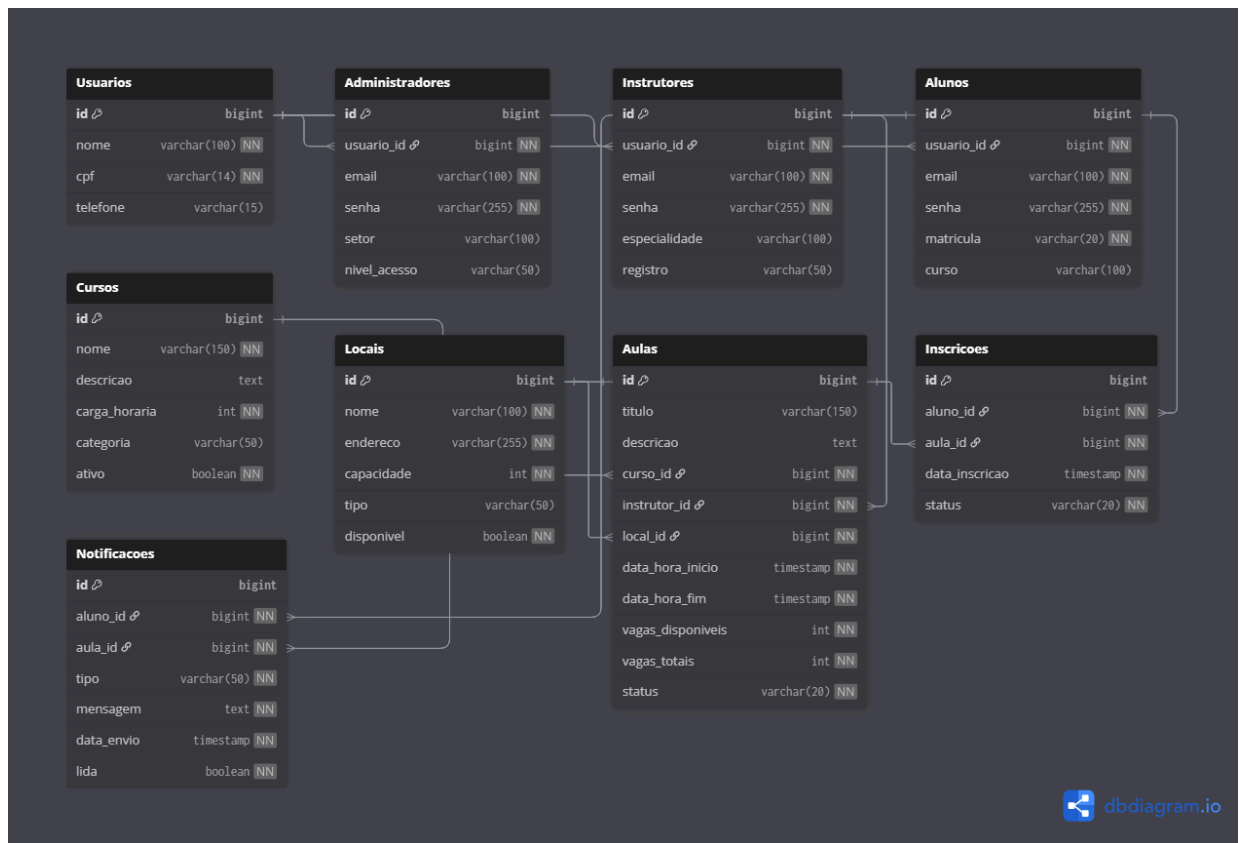 Usuarios
id bigint
nome varchar(100) NN
cpf varchar(14) NN
telefone varchar(15)
Administradores
id bigint
usuario_id bigint NN
email varchar(100) NN
senha varchar(255) NN
setor varchar(100)
nivel_acesso varchar(50)
Instrutores
id bigint
usuario_id bigint NN
email varchar(100) NN
senha varchar(255) NN
especialidade varchar(100)
registro varchar(50)
Alunos
id bigint
usuario_id bigint NN
email varchar(100) NN
senha varchar(255) NN
matricula varchar(20) NN
curso varchar(100)
Cursos
id bigint
nome varchar(150) NN
descricao text
carga_horaria int NN
categoria varchar(50)
ativo boolean NN
Locais
id bigint
nome varchar(100) NN
endereco varchar(255) NN
capacidade int NN
tipo varchar(50)
disponivel boolean NN
Aulas
id bigint
titulo varchar(150)
descricao text
curso_id bigint NN
instrutor_id bigint NN
local_id bigint NN
data_hora_inicio timestamp NN
data_hora_fim timestamp NN
vagas_disponiveis int NN
vagas_totais int NN
status varchar(20) NN
Inscricoes
id bigint
aluno_id bigint NN
aula_id bigint NN
data_inscricao timestamp NN
status varchar(20) NN
Notificacoes
id bigint
aluno_id bigint NN
aula_id bigint NN
tipo varchar(50) NN
mensagem text NN
data_envio timestamp NN
lida boolean NN
dbdiagram.io